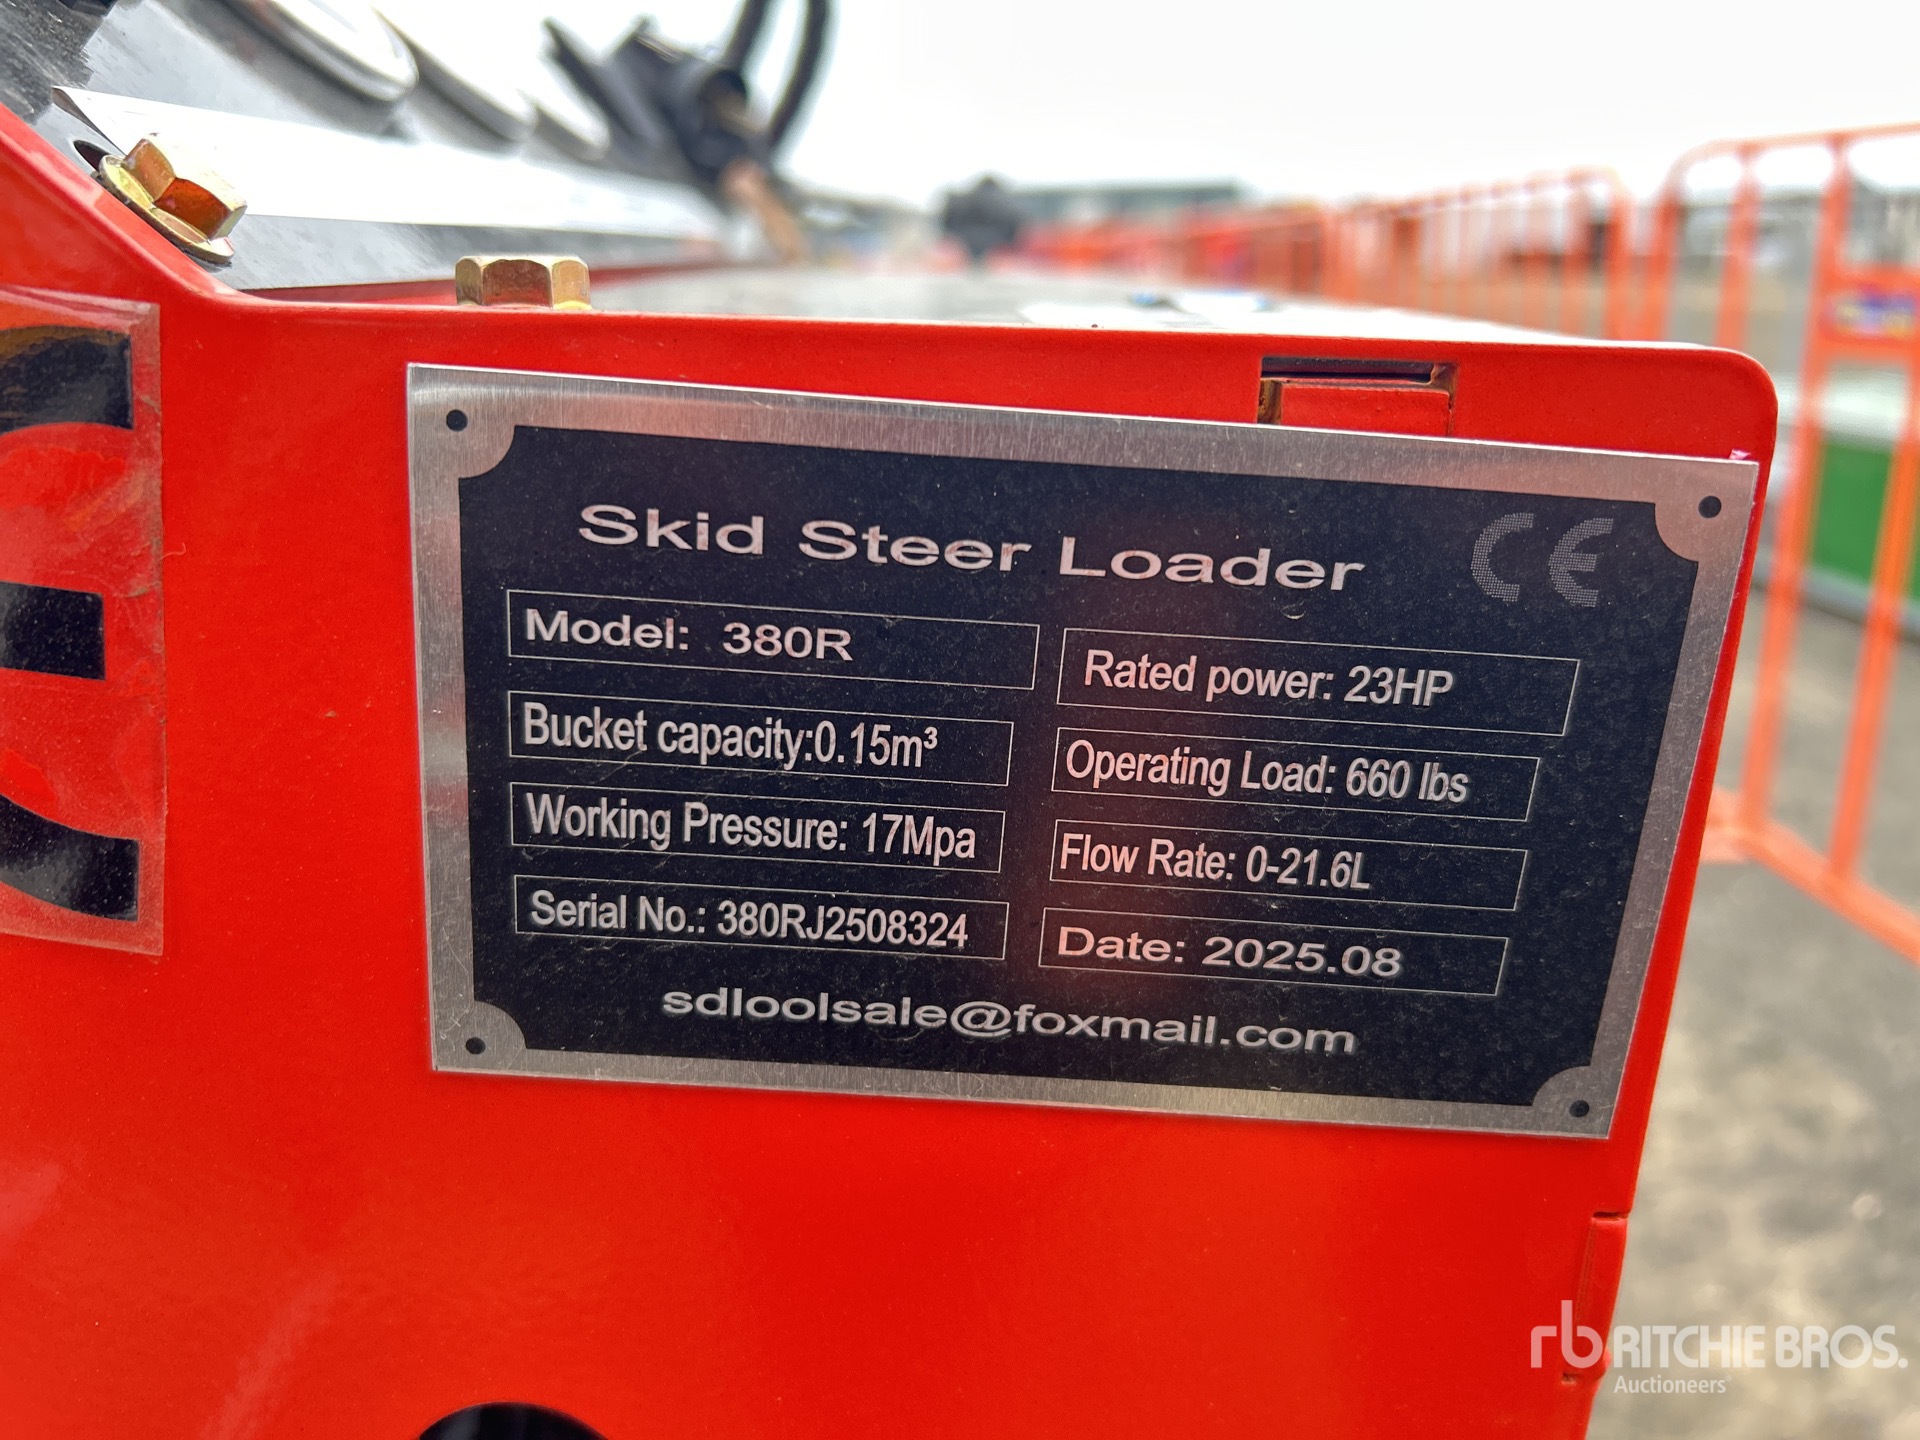 Skid Steer Loader CE
Model: 380R
Rated power: 23HP
Bucket capacity:0.15m³
Operating Load: 660 lbs
Working Pressure: 17Mpa
Flow Rate: 0-21.6L
Serial No.: 380RJ2508324
Date: 2025.08
sdloolsale@foxmail.com
rb RITCHIE BROS.
Auctioneers